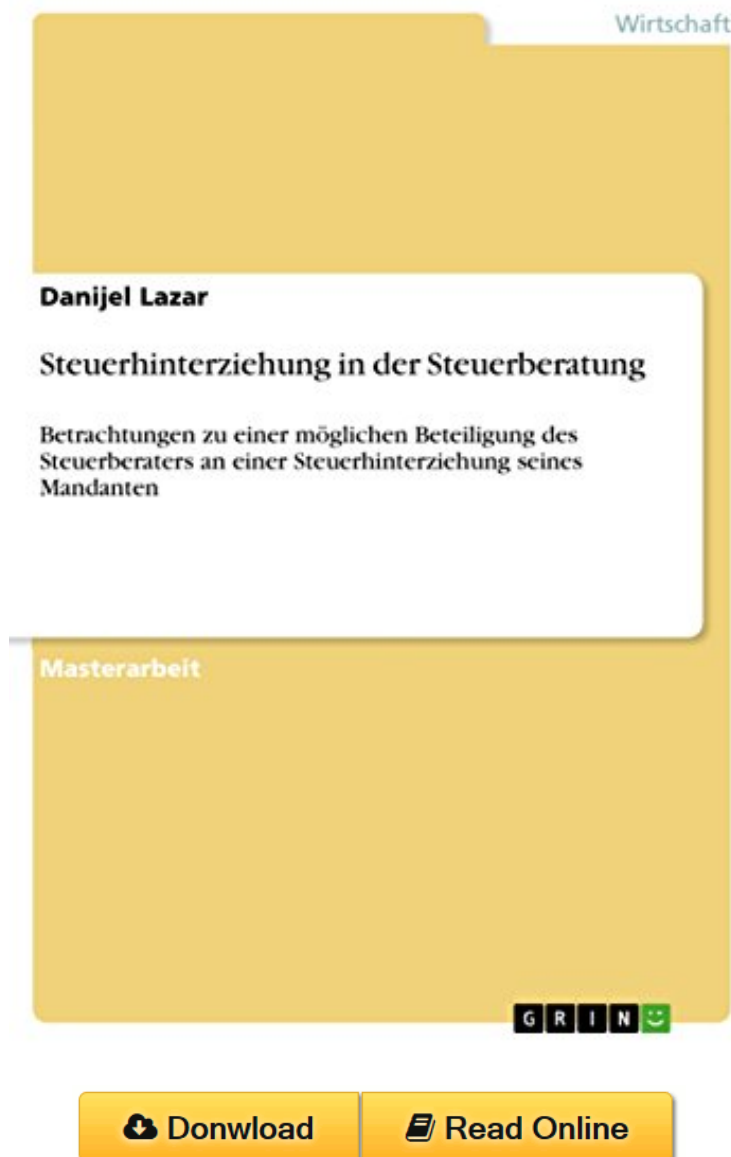 Wirtschaft
Danijel Lazar
Steuerhinterziehung in der Steuerberatung
Betrachtungen zu einer möglichen Beteiligung des
Steuerberaters an einer Steuerhinterziehung seines
Mandanten
Masterarbeit
GRIN
Donwload
Read Online